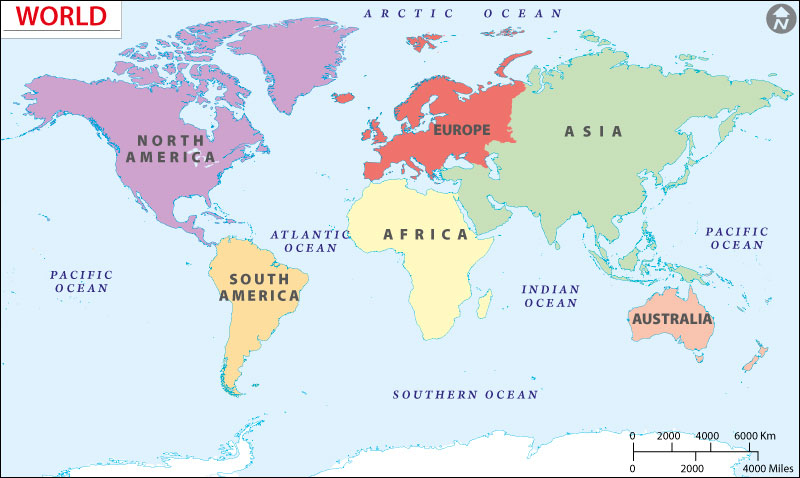 WORLD
ARCTIC OCEAN
N
NORTH
AMERICA
EUROPE
ASIA
ATLANTIC
OCEAN
AFRICA
PACIFIC
OCEAN
PACIFIC
OCEAN
SOUTH
AMERICA
INDIAN
OCEAN
AUSTRALIA
SOUTHERN OCEAN
0 2000 4000 6000 Km
0 2000 4000 Miles